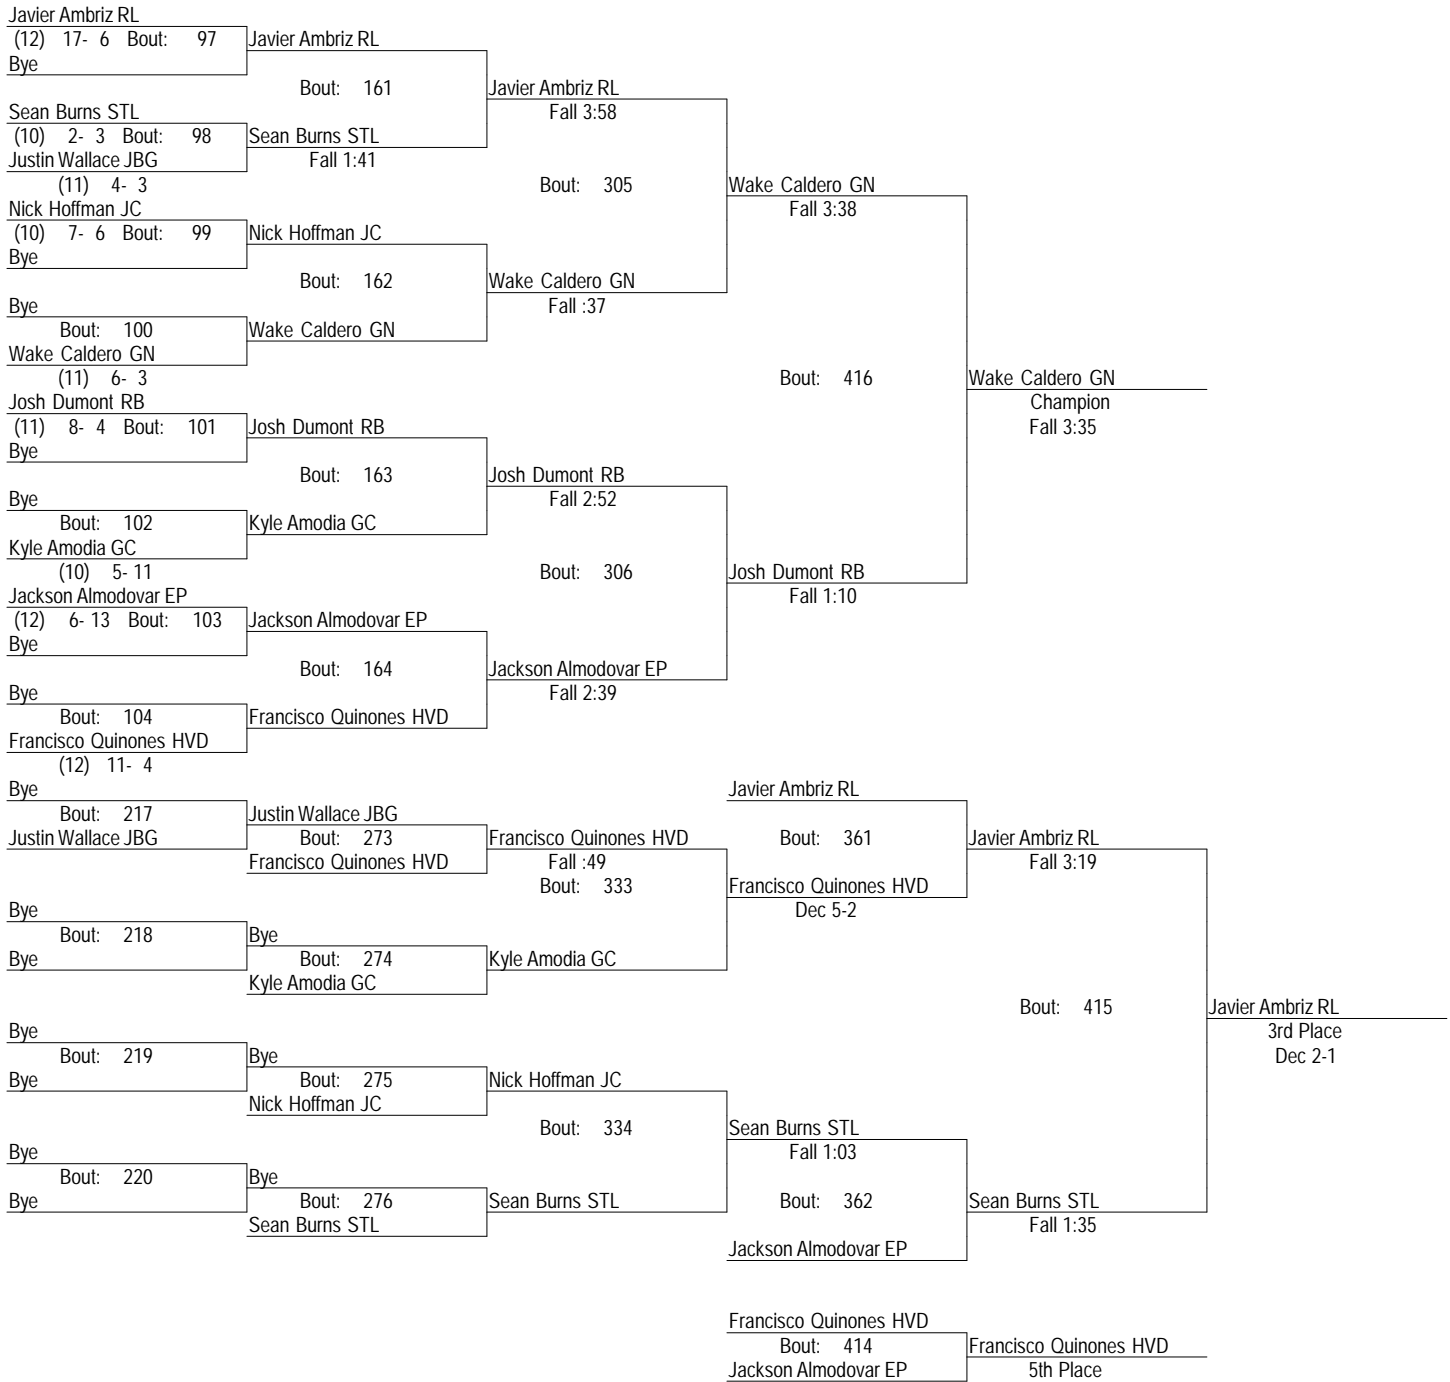 Javier Ambriz RL
(12) 17- 6 Bout: 97 Javier Ambriz RL
Bye
Bout: 161 Javier Ambriz RL
Sean Burns STL Fall 3:58
(10) 2- 3 Bout: 98 Sean Burns STL
Justin Wallace JBG Fall 1:41
(11) 4- 3 Bout: 305 Wake Caldero GN
Nick Hoffman JC Fall 3:38
(10) 7- 6 Bout: 99 Nick Hoffman JC
Bye
Bout: 162 Wake Caldero GN
Bye Fall :37
Bout: 100 Wake Caldero GN
Wake Caldero GN
(11) 6- 3 Bout: 416 Wake Caldero GN
Josh Dumont RB Champion
(11) 8- 4 Bout: 101 Josh Dumont RB Fall 3:35
Bye
Bout: 163 Josh Dumont RB
Bye Fall 2:52
Bout: 102 Kyle Amodia GC
Kyle Amodia GC
(10) 5- 11 Bout: 306 Josh Dumont RB
Jackson Almodovar EP Fall 1:10
(12) 6- 13 Bout: 103 Jackson Almodovar EP
Bye
Bout: 164 Jackson Almodovar EP
Bye Fall 2:39
Bout: 104 Francisco Quinones HVD
Francisco Quinones HVD
(12) 11- 4
Bye Javier Ambriz RL
Bout: 217 Justin Wallace JBG
Justin Wallace JBG Bout: 273 Francisco Quinones HVD Bout: 361 Javier Ambriz RL
Francisco Quinones HVD Fall :49 Fall 3:19
Bout: 333 Francisco Quinones HVD
Bye Dec 5-2
Bout: 218 Bye
Bye Bout: 274 Kyle Amodia GC
Kyle Amodia GC
Bout: 415 Javier Ambriz RL
Bye 3rd Place
Bout: 219 Bye Dec 2-1
Bye Bout: 275 Nick Hoffman JC
Nick Hoffman JC
Bout: 334 Sean Burns STL
Bye Fall 1:03
Bout: 220 Bye
Bye Bout: 276 Sean Burns STL Bout: 362 Sean Burns STL
Sean Burns STL Fall 1:35
Jackson Almodovar EP
Francisco Quinones HVD
Bout: 414 Francisco Quinones HVD
Jackson Almodovar EP 5th Place